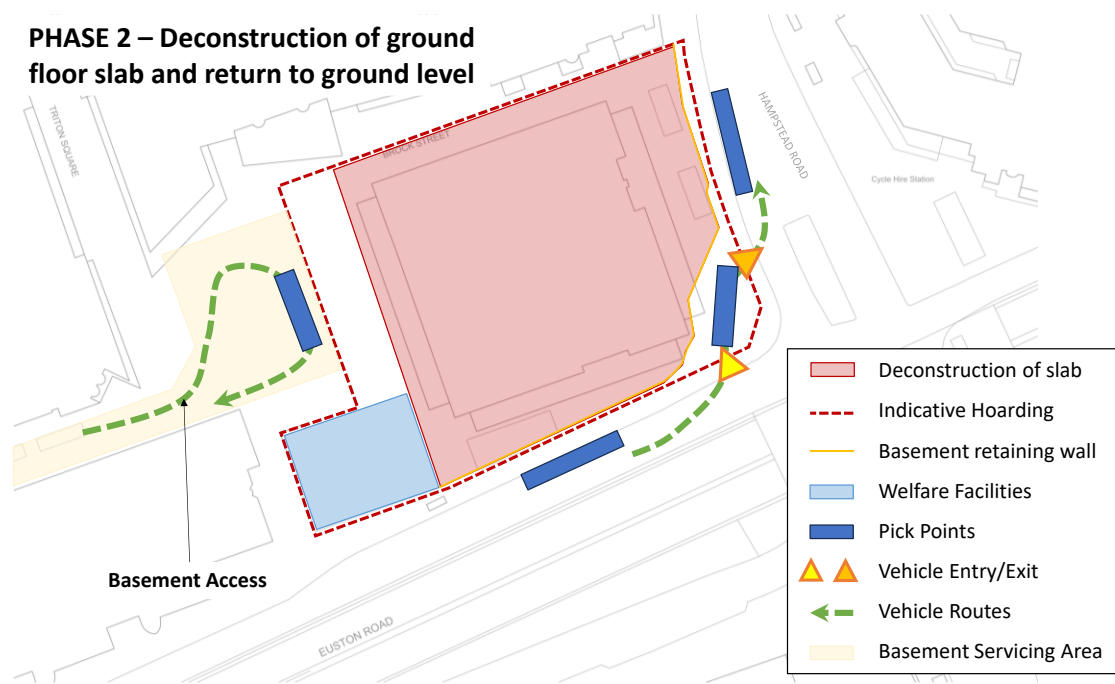 PHASE 2 – Deconstruction of ground
floor slab and return to ground level
TRITON SQUARE
BROCK STREET
HAMPSTEAD ROAD
Cycle Hire Station
Basement Access
EUSTON ROAD
Deconstruction of slab
Indicative Hoarding
Basement retaining wall
Welfare Facilities
Pick Points
Vehicle Entry/Exit
Vehicle Routes
Basement Servicing Area